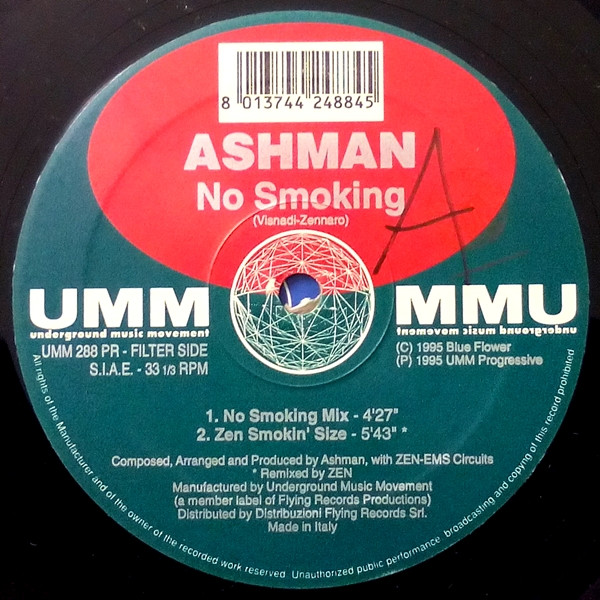 8 013744 248845
ASHMAN
No Smoking
(Visnadi-Zennaro)
A
UMM
underground music movement
MMU
underground music movement
UMM 288 PR - FILTER SIDE
S.I.A.E. - 33 1/3 RPM
(C) 1995 Blue Flower
(P) 1995 UMM Progressive
1. No Smoking Mix - 4'27"
2. Zen Smokin' Size - 5'43" *
Composed, Arranged and Produced by Ashman, with ZEN-EMS Circuits
* Remixed by ZEN
Manufactured by Underground Music Movement
(a member label of Flying Records Productions)
Distributed by Distribuzioni Flying Records Srl.
Made in Italy
All rights of the Manufacturer and of the owner of the recorded work reserved. Unauthorized public performance, broadcasting and copying of this record prohibited